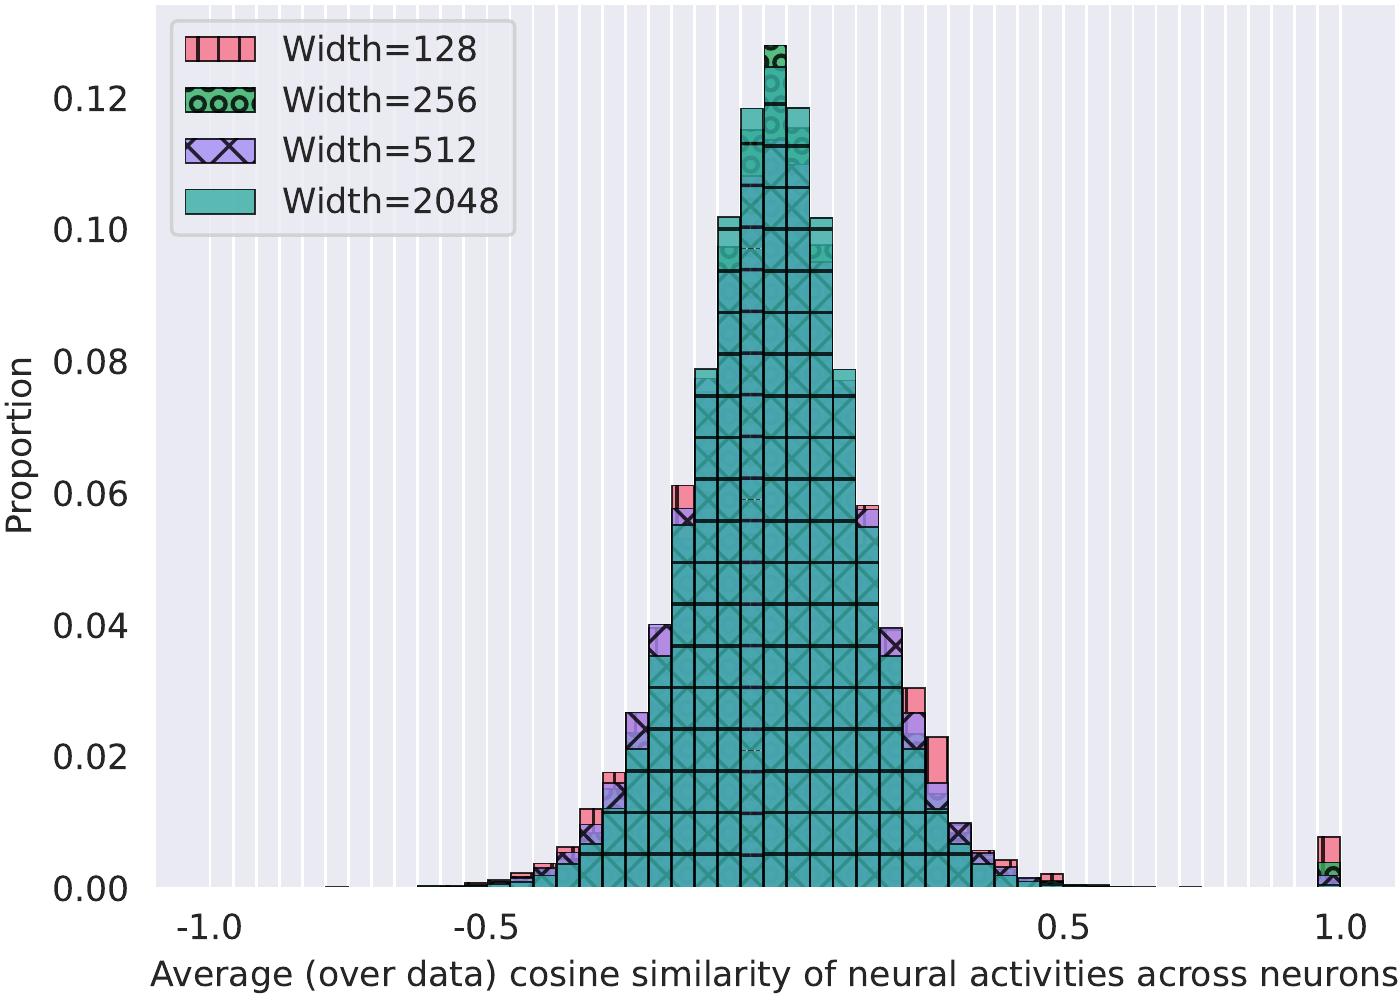 Width=128
Width=256
Width=512
Width=2048
Proportion
0.12
0.10
0.08
0.06
0.04
0.02
0.00
-1.0 -0.5 0.5 1.0
Average (over data) cosine similarity of neural activities across neurons